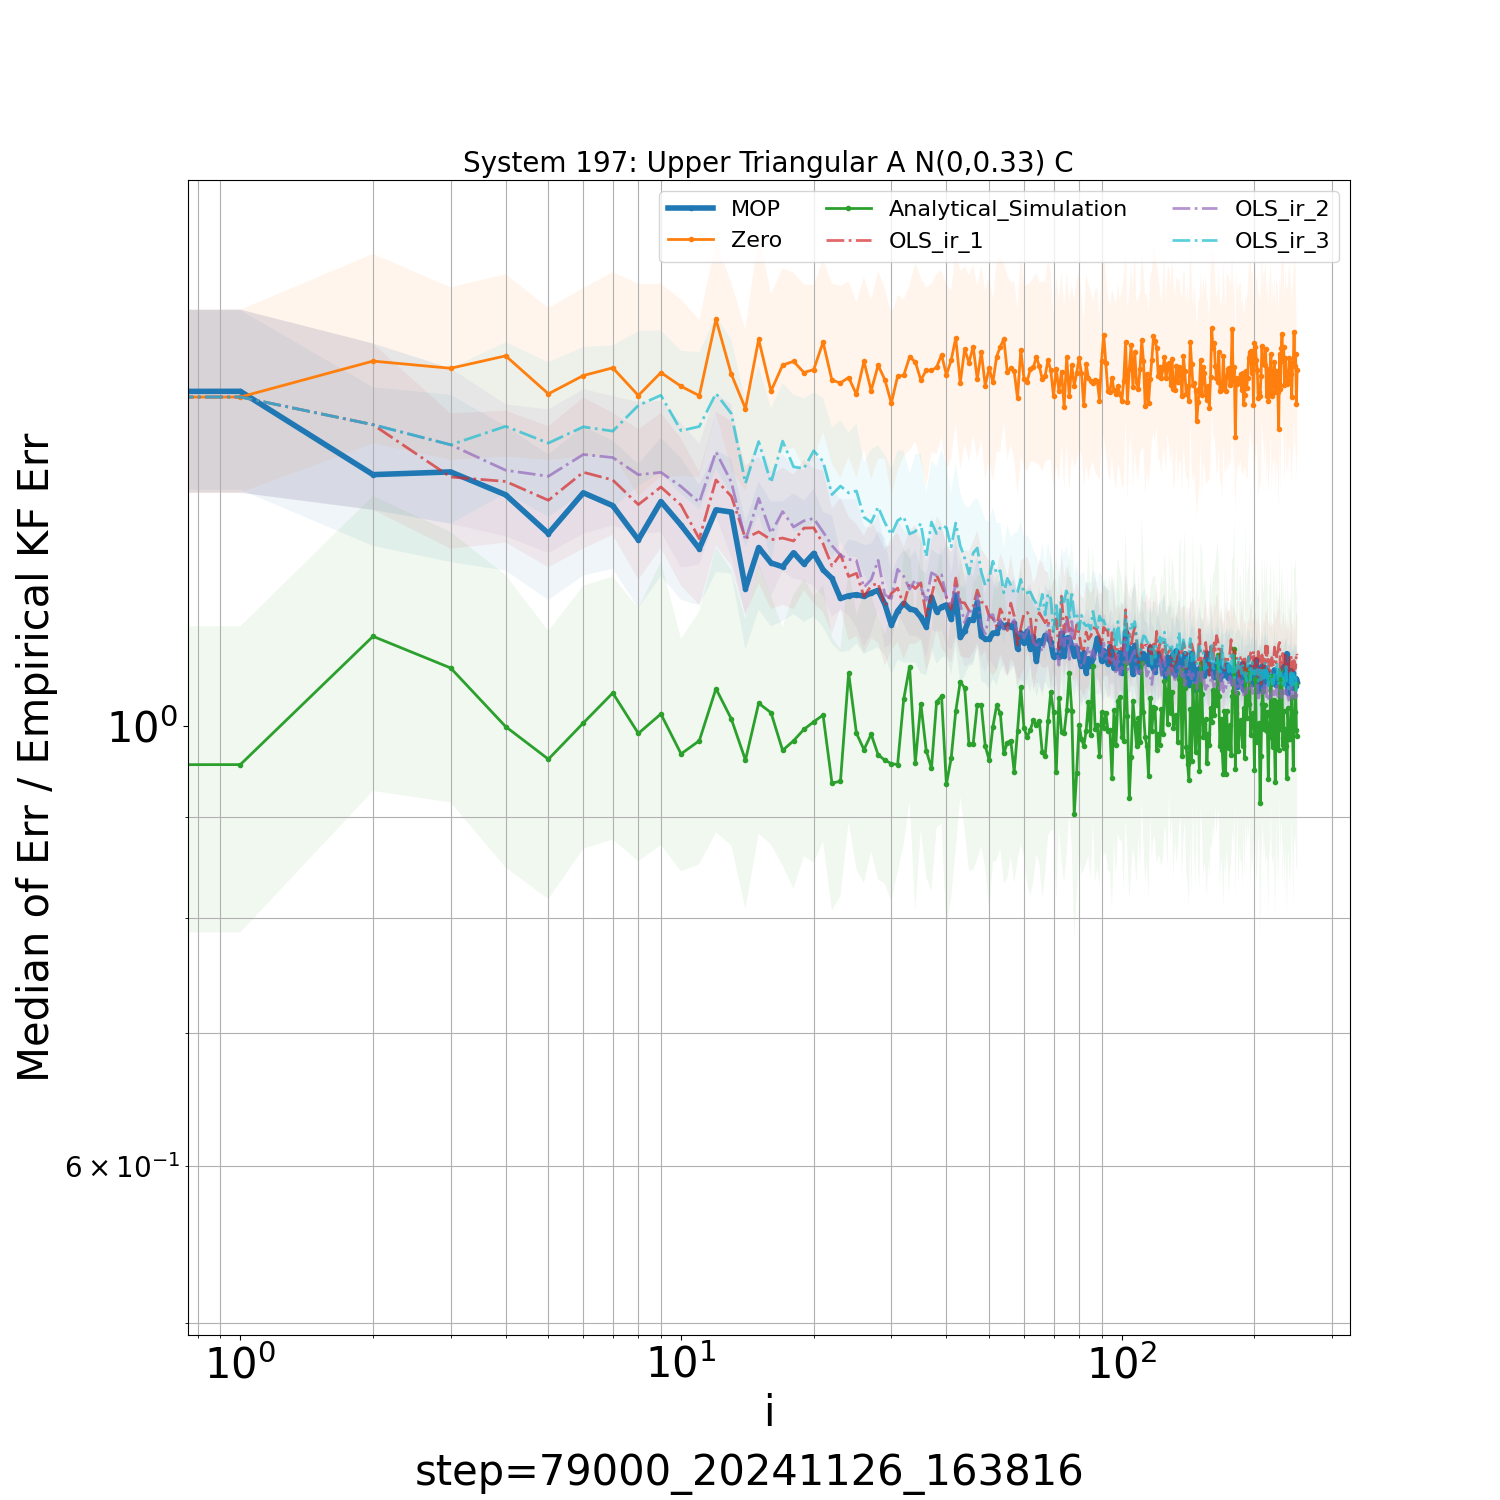 System 197: Upper Triangular A N(0,0.33) C
MOP
Zero
Analytical_Simulation
OLS_ir_1
OLS_ir_2
OLS_ir_3
Median of Err / Empirical KF Err
10⁰
6 × 10⁻¹
10⁰ 10¹ 10²
i
step=79000_20241126_163816